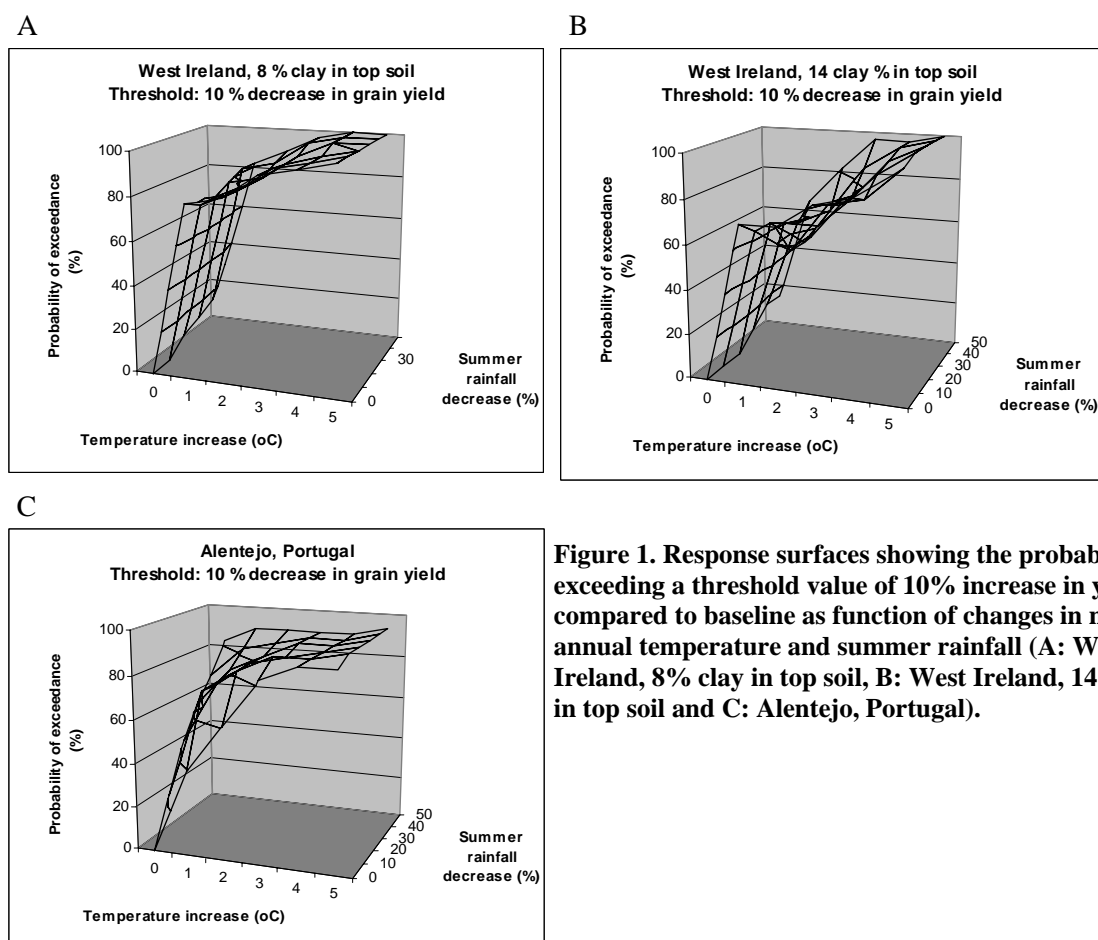 A
West Ireland, 8 % clay in top soil
Threshold: 10 % decrease in grain yield
100
80
60
40
20
0
Probability of exceedance
(%)
0
1
2
3
4
5
Temperature increase (oC)
30
0
Summer
rainfall
decrease (%)
B
West Ireland, 14 clay % in top soil
Threshold: 10 % decrease in grain yield
100
80
60
40
20
0
Probability of exceedance
(%)
0
1
2
3
4
5
Temperature increase (oC)
50
40
30
20
10
0
Summer
rainfall
decrease (%)
C
Alentejo, Portugal
Threshold: 10 % decrease in grain yield
100
80
60
40
20
0
Probability of exceedance
(%)
0
1
2
3
4
5
Temperature increase (oC)
50
40
30
20
10
0
Summer
rainfall
decrease (%)
Figure 1. Response surfaces showing the
exceeding a threshold value of 10% increase in
compared to baseline as function of changes in
annual temperature and summer rainfall (A:
Ireland, 8% clay in top soil, B: West Ireland, 14
in top soil and C: Alentejo, Portugal).